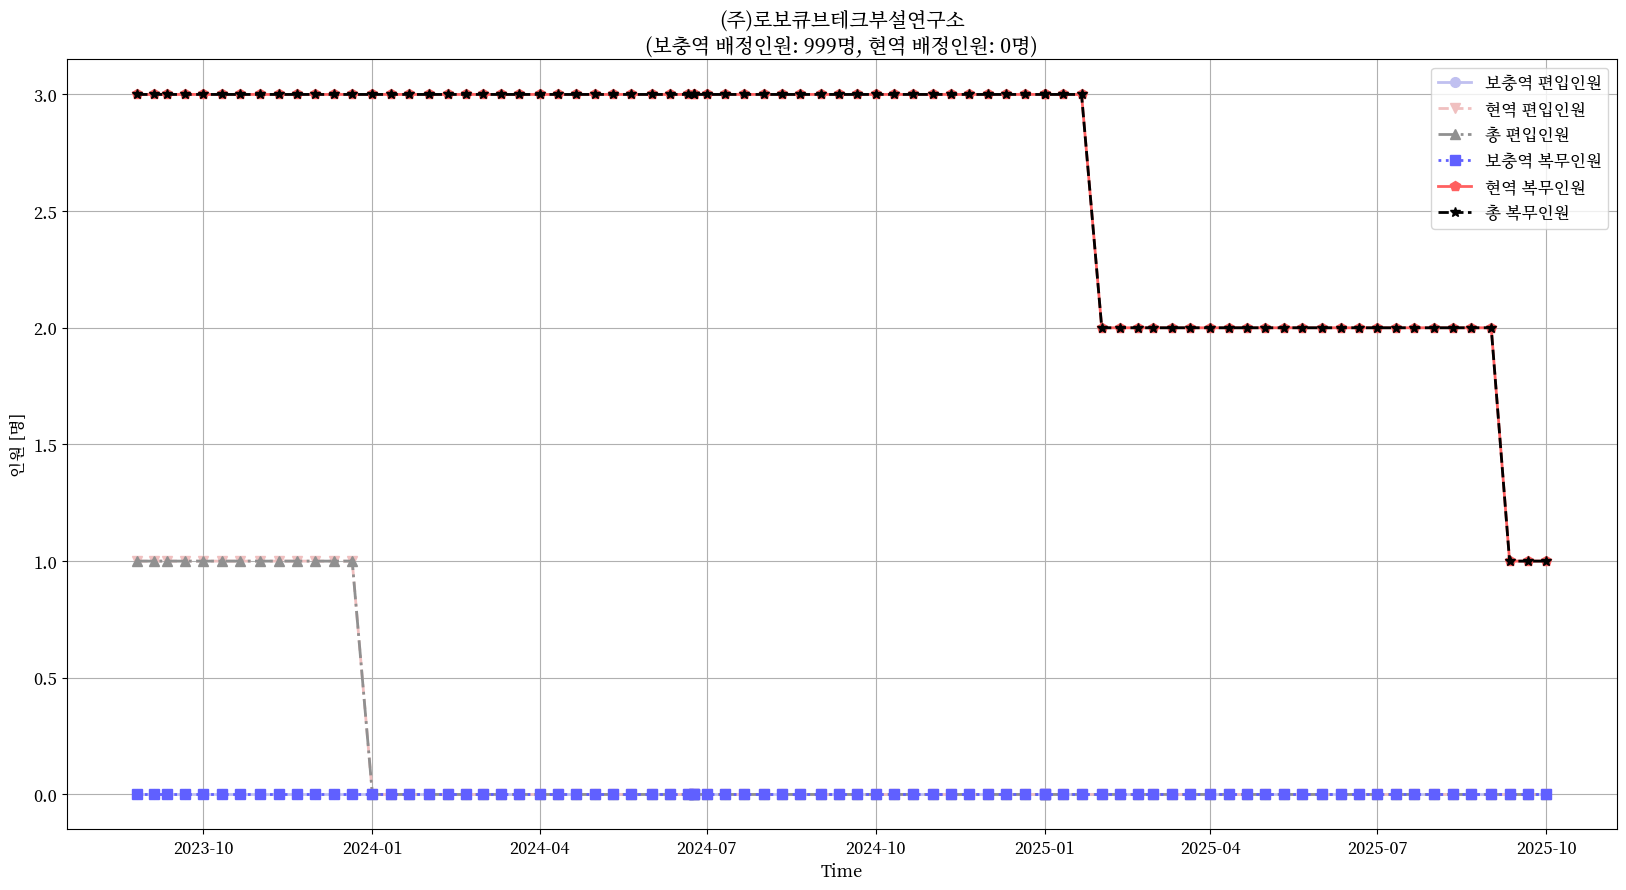 (주)로보큐브테크부설연구소
(보충역 배정인원: 999명, 현역 배정인원: 0명)
보충역 편입인원
현역 편입인원
총 편입인원
보충역 복무인원
현역 복무인원
총 복무인원
인원 [명]
3.0
2.5
2.0
1.5
1.0
0.5
0.0
2023-10 2024-01 2024-04 2024-07 2024-10 2025-01 2025-04 2025-07 2025-10
Time